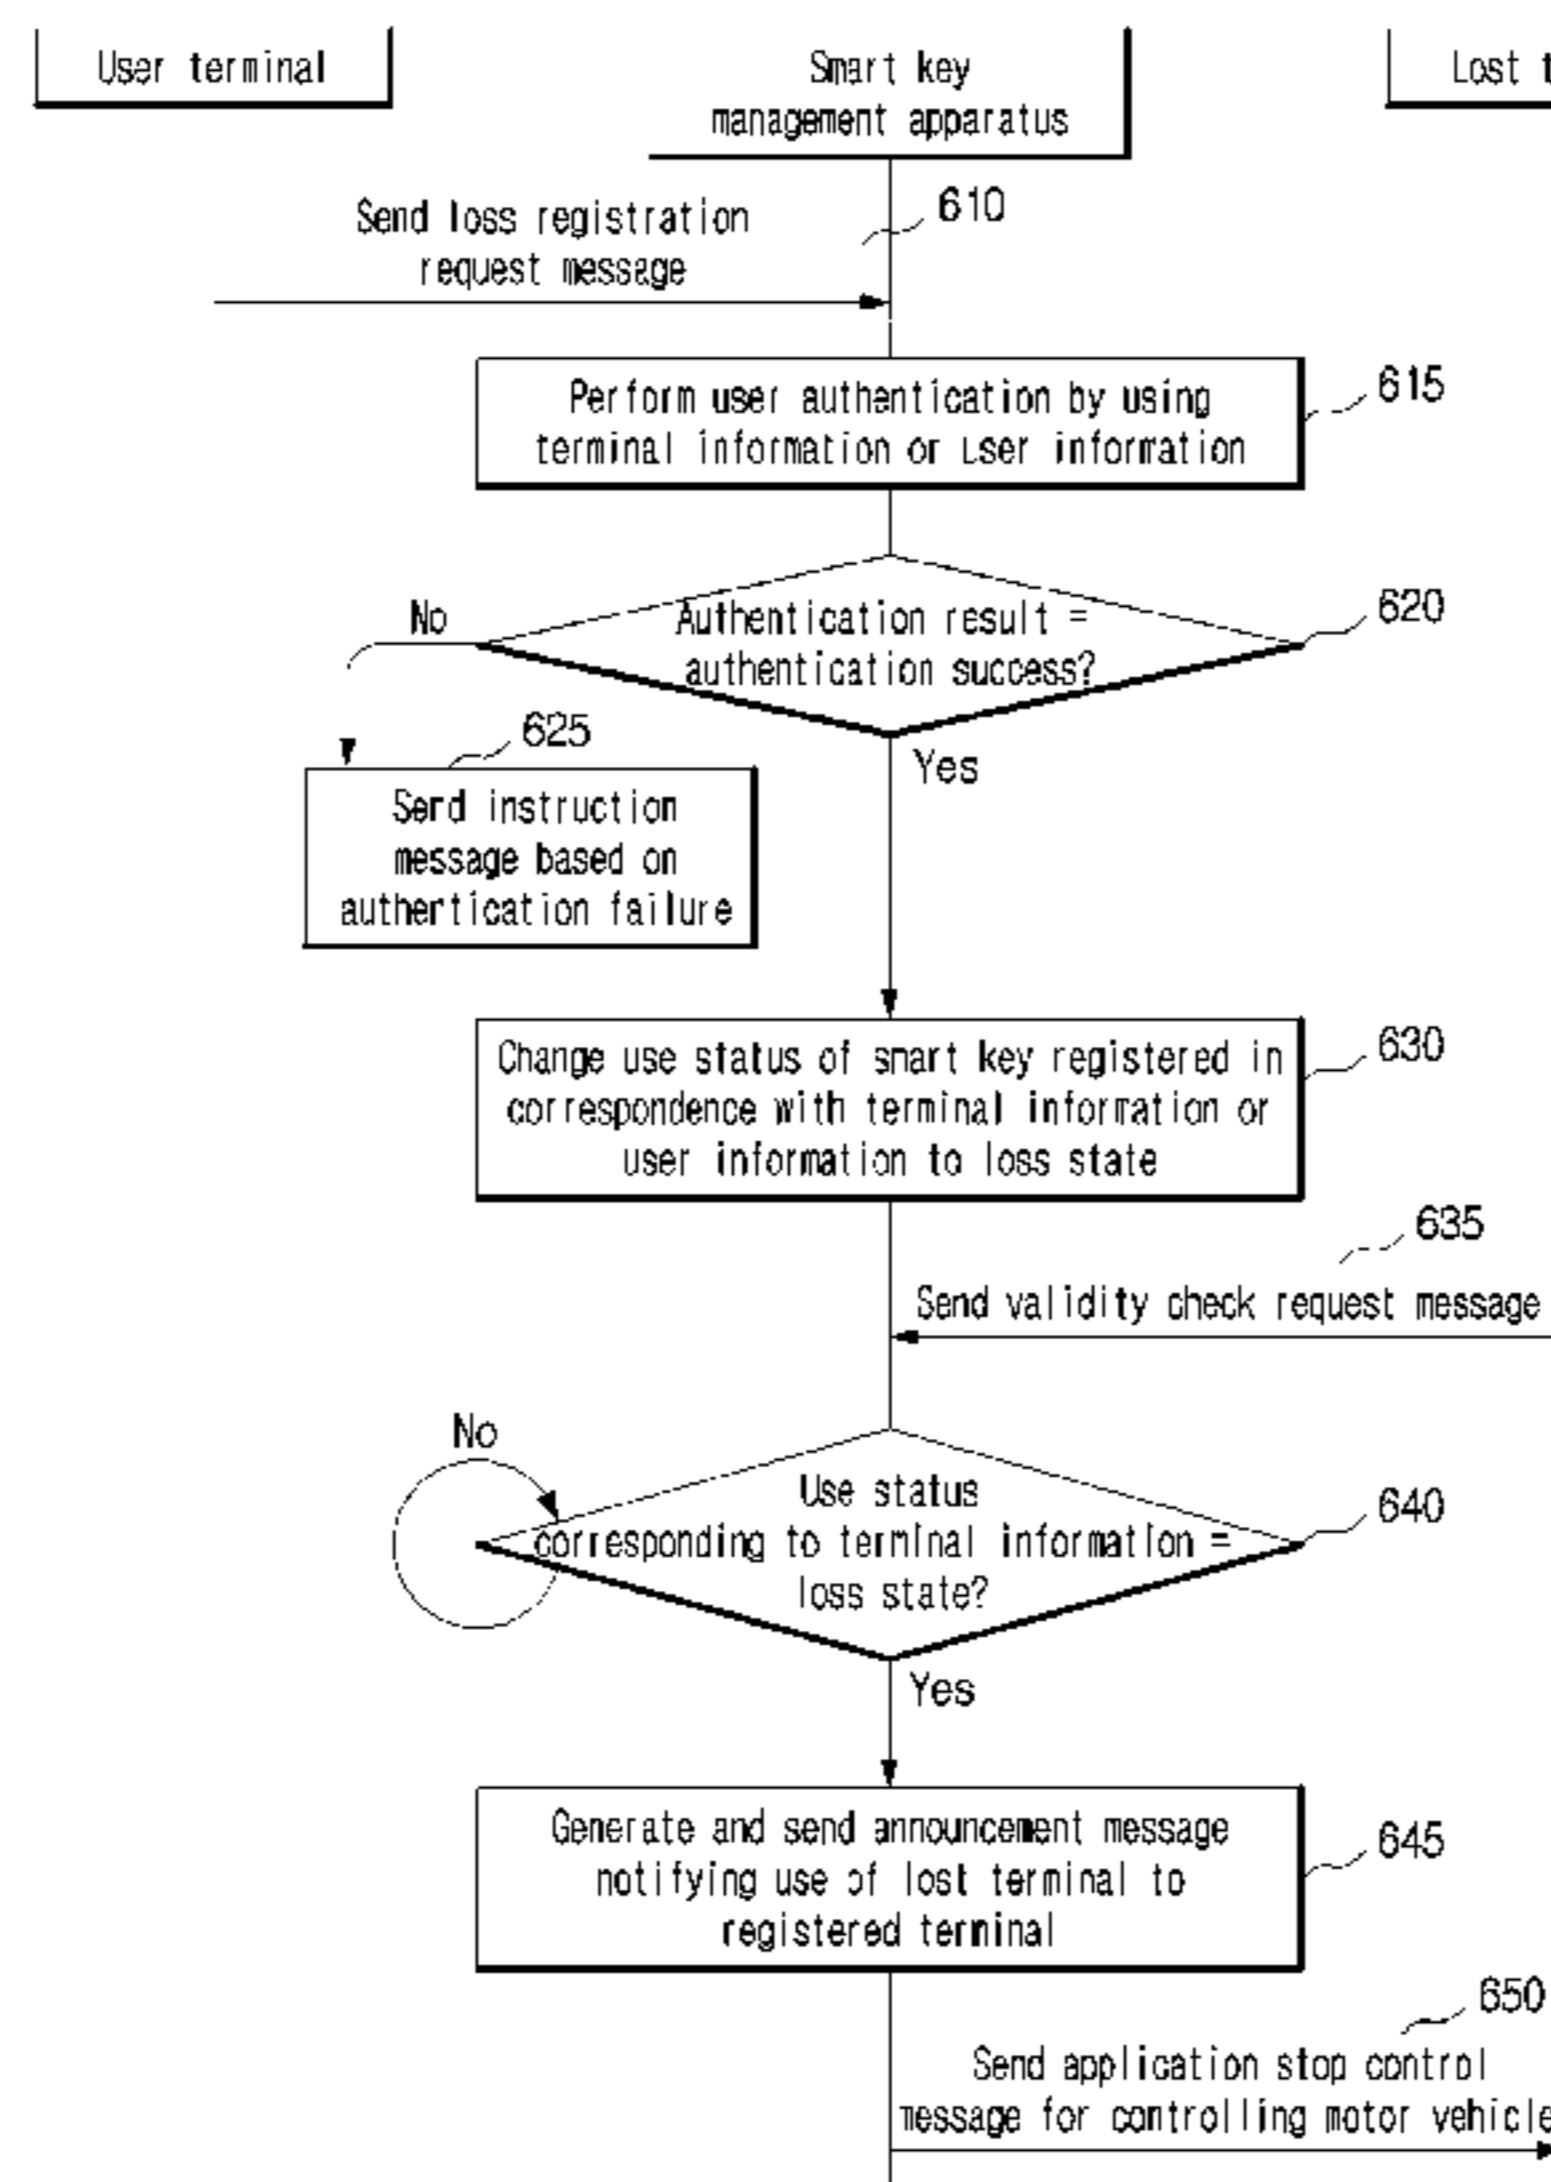 User terminal
Smart key
management apparatus
Lost t
Send loss registration
request message
610
Perform user authentication by using
terminal information or user information
615
No
Authentication result =
authentication success?
620
625
Yes
Send instruction
message based on
authentication failure
Change use status of smart key registered in
correspondence with terminal information or
user information to loss state
630
635
Send validity check request message
No
Use status
corresponding to terminal information =
loss state?
640
Yes
Generate and send announcement message
notifying use of lost terminal to
registered terminal
645
650
Send application stop control
message for controlling motor vehicle